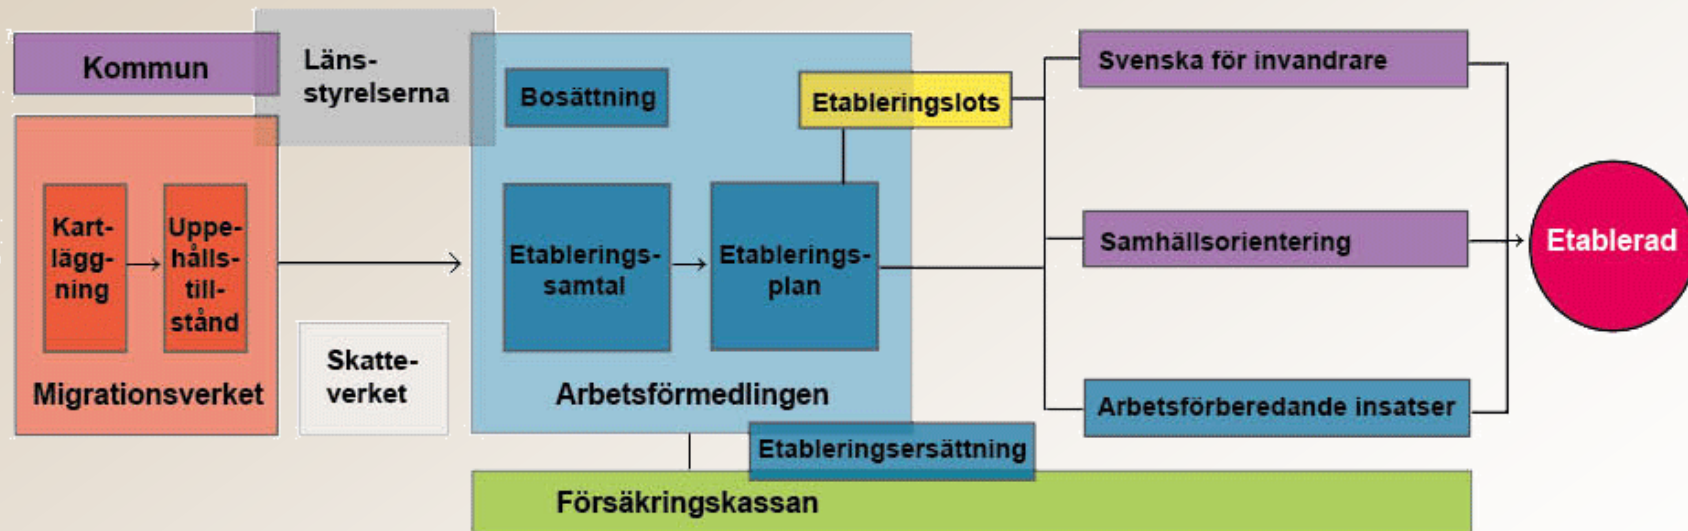 Kommun
Läns-
styrelserna
Bosättning
Etableringslots
Svenska för invandrare
Kart-
lägg-
ning
Uppe-
hålls-
till-
stånd
Etablerings-
samtal
Etablerings-
plan
Samhällsorientering
Etablerad
Migrationsverket
Skatte-
verket
Arbetsförmedlingen
Arbetsförberedande insatser
Etableringsersättning
Försäkringskassan